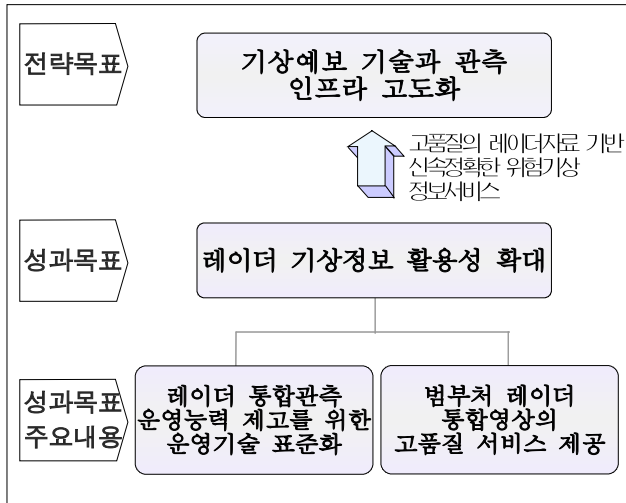 전략목표
기상예보 기술과 관측
인프라 고도화
고품질의 레이더자료 기반
신속정확한 위험기상
정보서비스
성과목표
레이더 기상정보 활용성 확대
성과목표
주요내용
레이더 통합관측
운영능력 제고를 위한
운영기술 표준화
범부처 레이더
통합영상의
고품질 서비스 제공